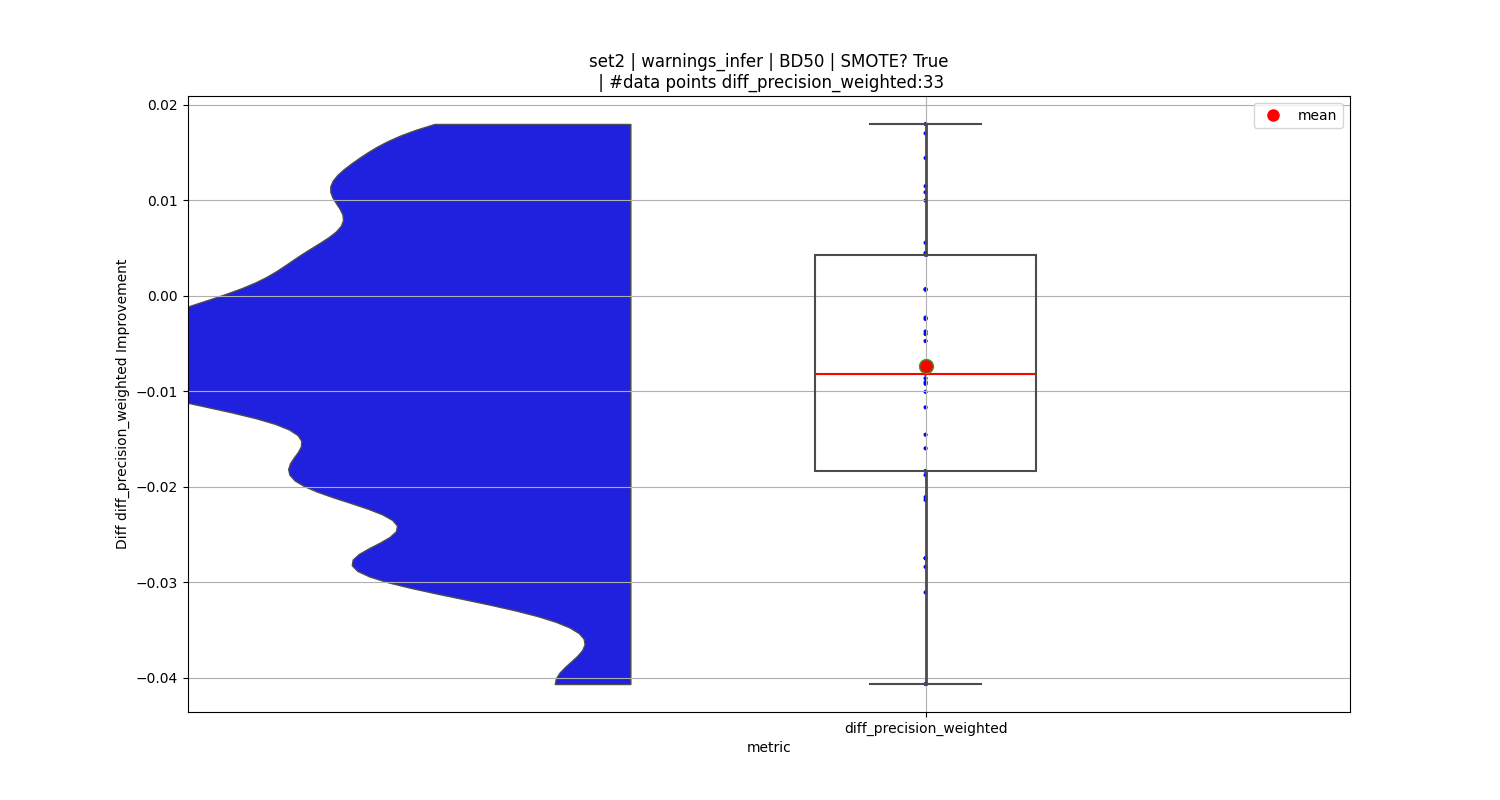 set2 | warnings_infer | BD50 | SMOTE? True
| #data points diff_precision_weighted:33
mean
0.02
0.01
0.00
−0.01
−0.02
−0.03
−0.04
Diff diff_precision_weighted Improvement
diff_precision_weighted
metric